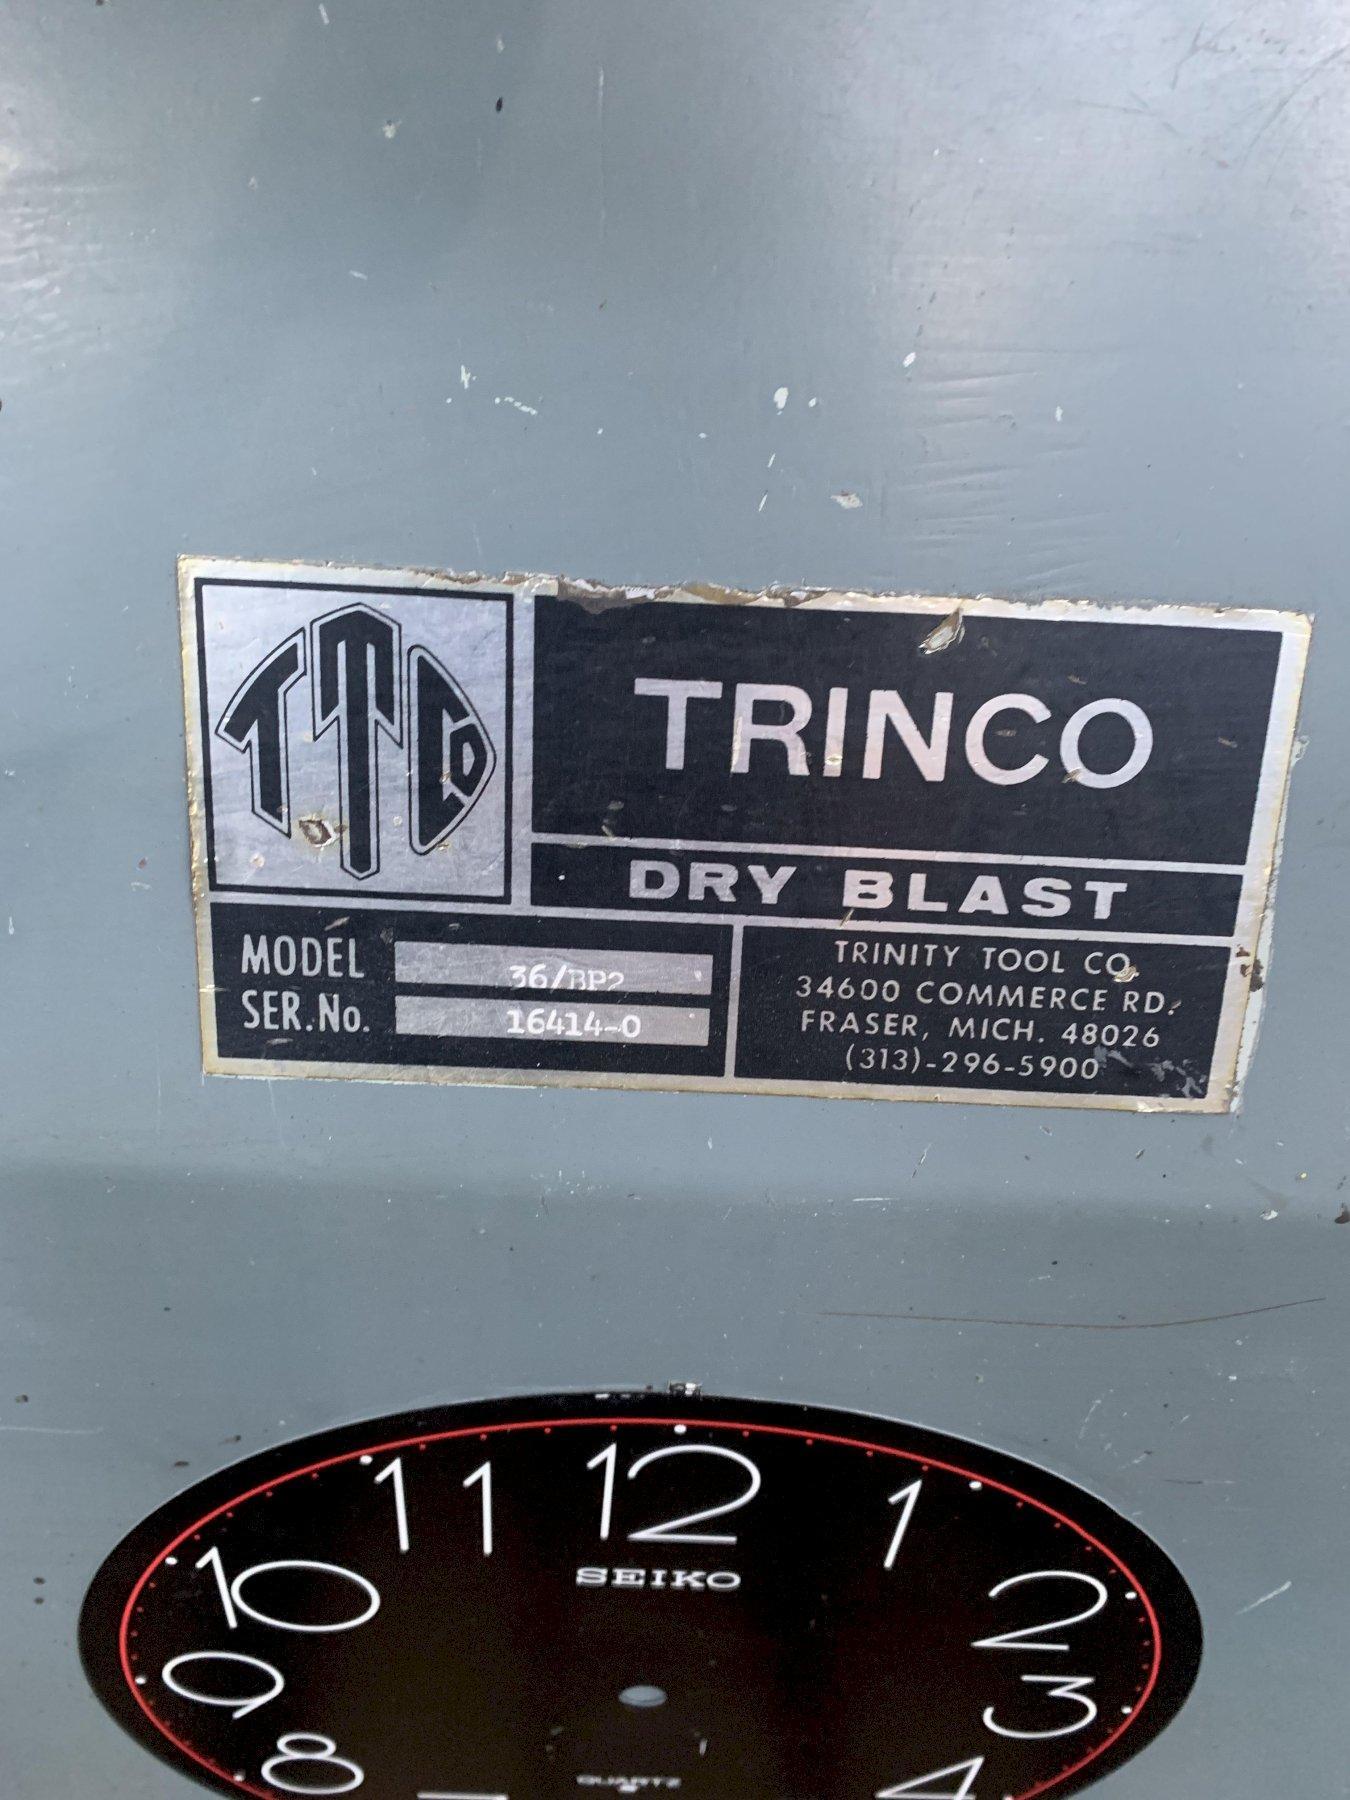 TTCO
TRINCO
DRY BLAST
MODEL 36/BP2
SER.No. 16414-0
TRINITY TOOL CO.
34600 COMMERCE RD.
FRASER, MICH. 48026
(313)-296-5900
12
11
1
10
2
SEIKO
9
3
8
4
QUARTZ